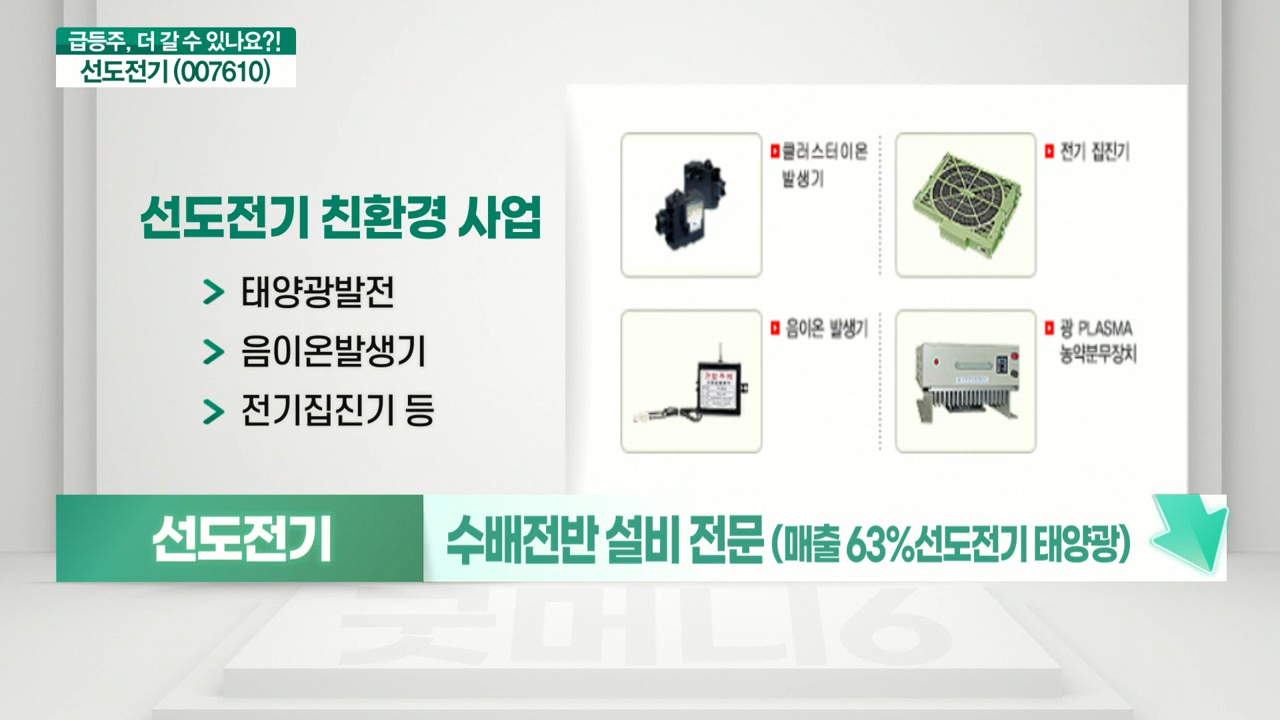 급등주, 더 갈 수 있나요?!
선도전기 (007610)
선도전기 친환경 사업
태양광발전
음이온발생기
전기집진기 등
클러스터이온
발생기
전기 집진기
음이온 발생기
광 PLASMA
농약분무장치
선도전기
수배전반 설비 전문 (매출 63%선도전기 태양광)
굿머니6